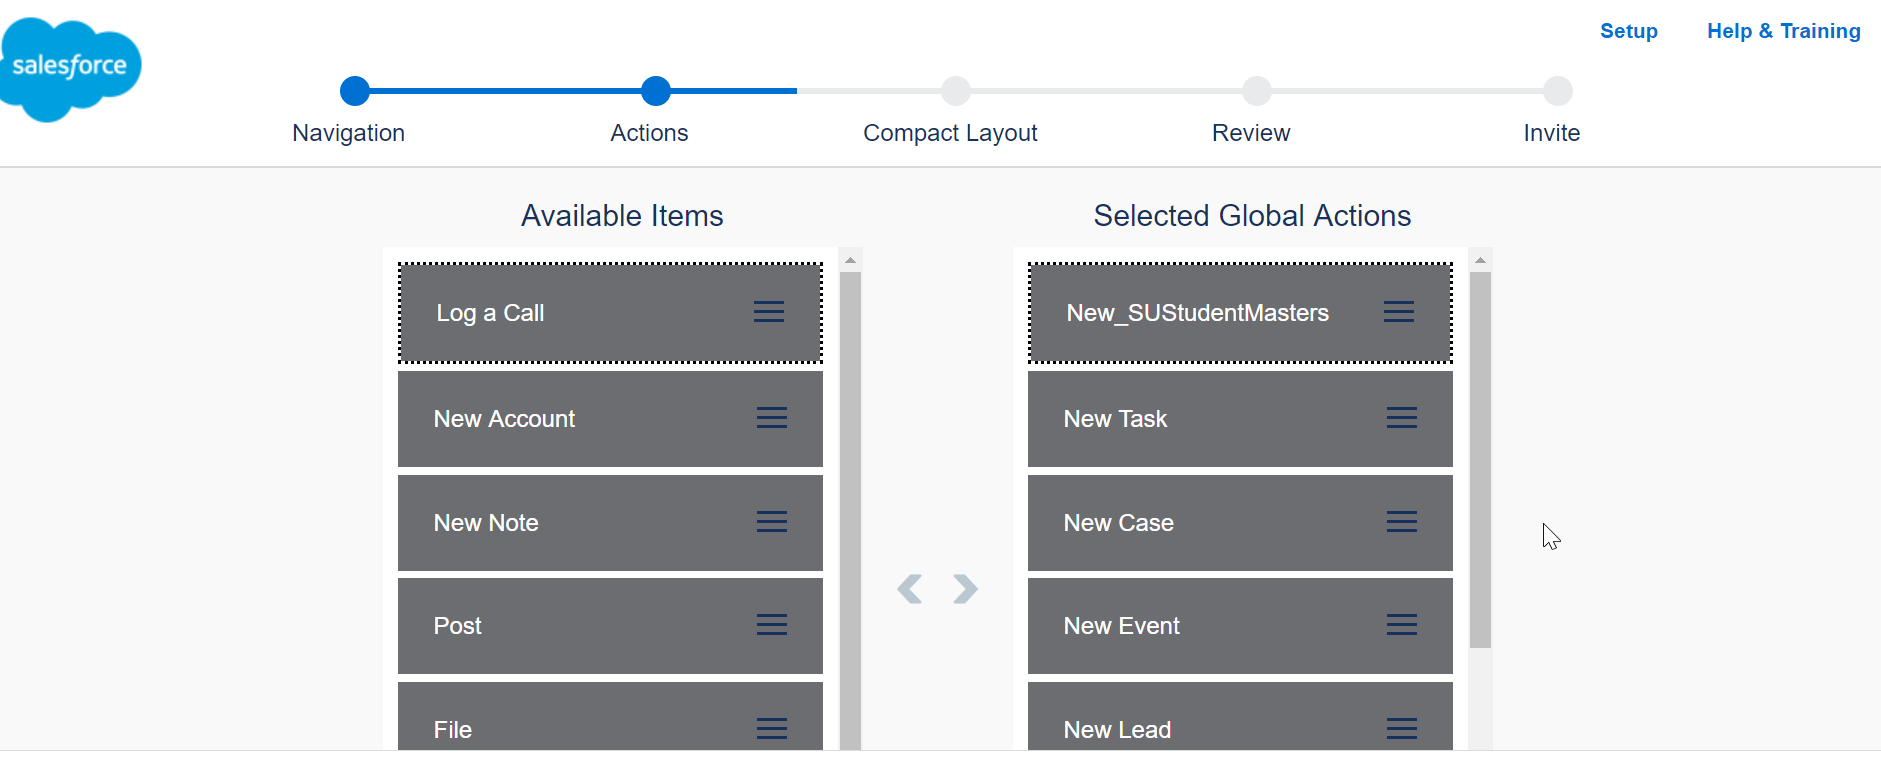 salesforce
Setup Help & Training
Navigation Actions Compact Layout Review Invite
Available Items
Log a Call
New Account
New Note
Post
File
Selected Global Actions
New_SUStudentMasters
New Task
New Case
New Event
New Lead